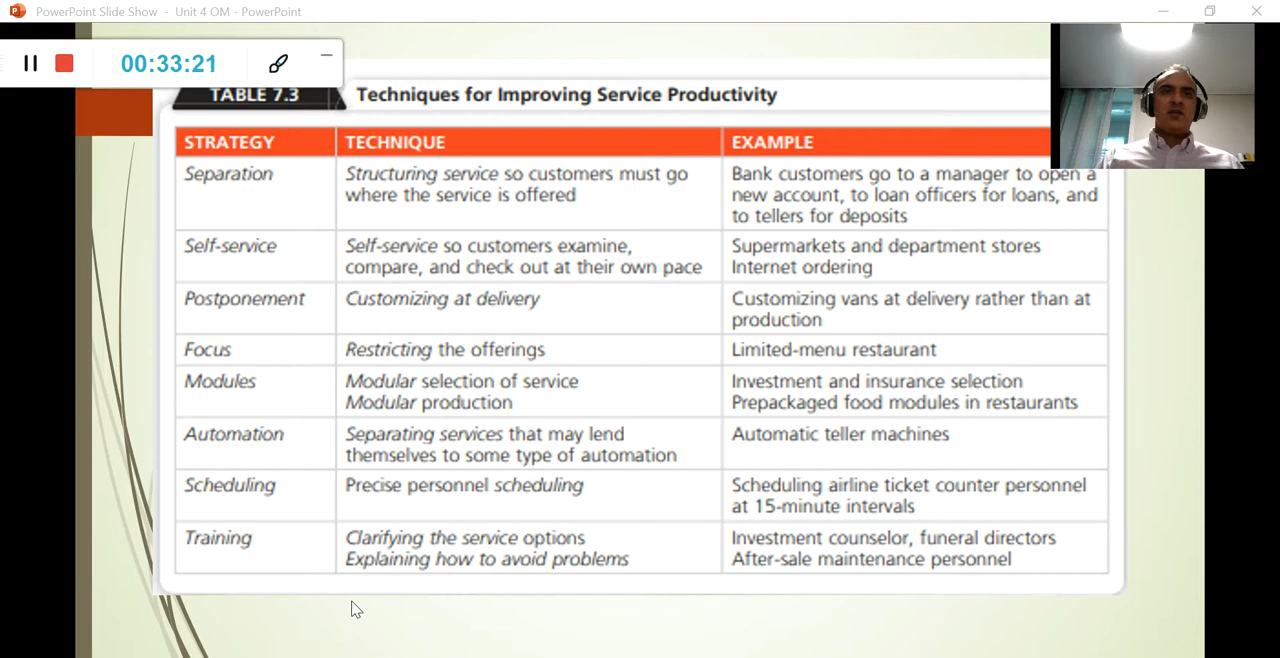 PowerPoint Slide Show - Unit 4 OM - PowerPoint
00:33:21
TABLE 7.3 Techniques for Improving Service Productivity
STRATEGY TECHNIQUE EXAMPLE
Separation Structuring service so customers must go Bank customers go to a manager to open a
where the service is offered new account, to loan officers for loans, and
to tellers for deposits
Self-service Self-service so customers examine, Supermarkets and department stores
compare, and check out at their own pace Internet ordering
Postponement Customizing at delivery Customizing vans at delivery rather than at
production
Focus Restricting the offerings Limited-menu restaurant
Modules Modular selection of service Investment and insurance selection
Modular production Prepackaged food modules in restaurants
Automation Separating services that may lend Automatic teller machines
themselves to some type of automation
Scheduling Precise personnel scheduling Scheduling airline ticket counter personnel
at 15-minute intervals
Training Clarifying the service options Investment counselor, funeral directors
Explaining how to avoid problems After-sale maintenance personnel